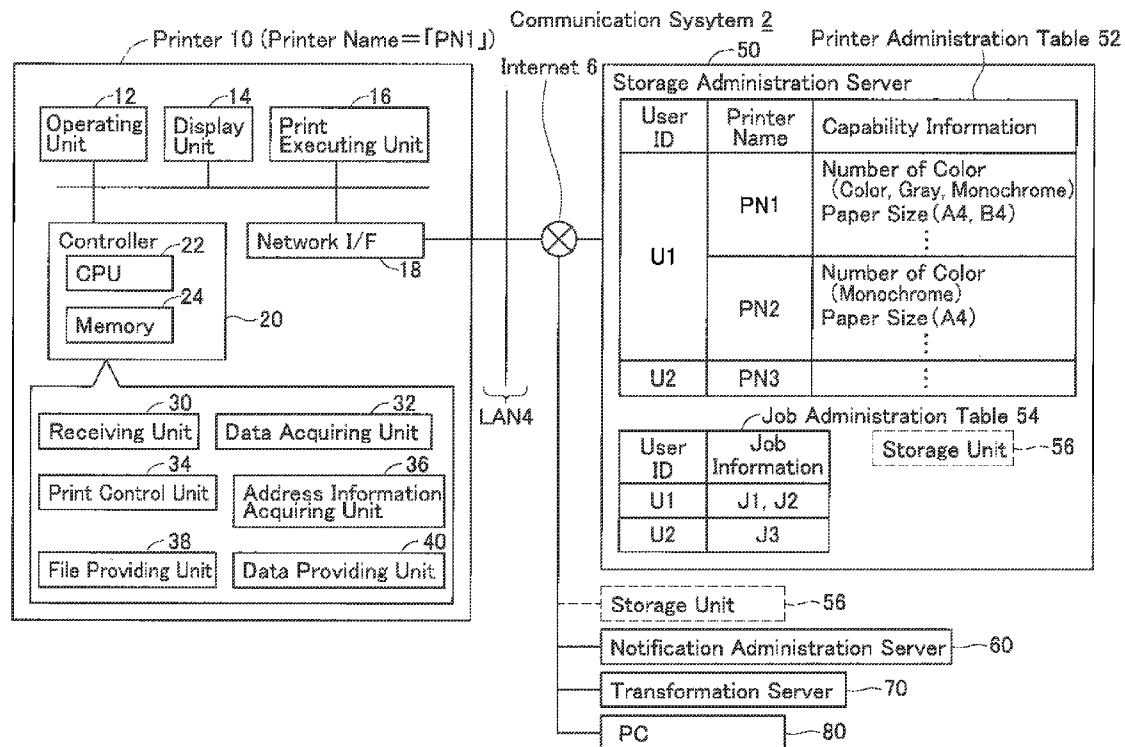 Communication Sysytem 2
Printer 10 (Printer Name=「PN1」)
Internet 6
Printer Administration Table 52
50
12
14
16
Operating
Unit
Display
Unit
Print
Executing Unit
Controller
22
CPU
24
Memory
20
Network I/F
18
30
Receiving Unit
32
Data Acquiring Unit
34
Print Control Unit
36
Address Information
Acquiring Unit
38
File Providing Unit
40
Data Providing Unit
LAN4
Storage Administration Server
User
ID
Printer
Name
Capability Information
U1
PN1
Number of Color
(Color, Gray, Monochrome)
Paper Size (A4, B4)
PN2
Number of Color
(Monochrome)
Paper Size (A4)
U2
PN3
Job Administration Table 54
User
ID
Job
Information
U1
J1, J2
U2
J3
Storage Unit
56
Storage Unit
56
Notification Administration Server
60
Transformation Server
70
PC
80